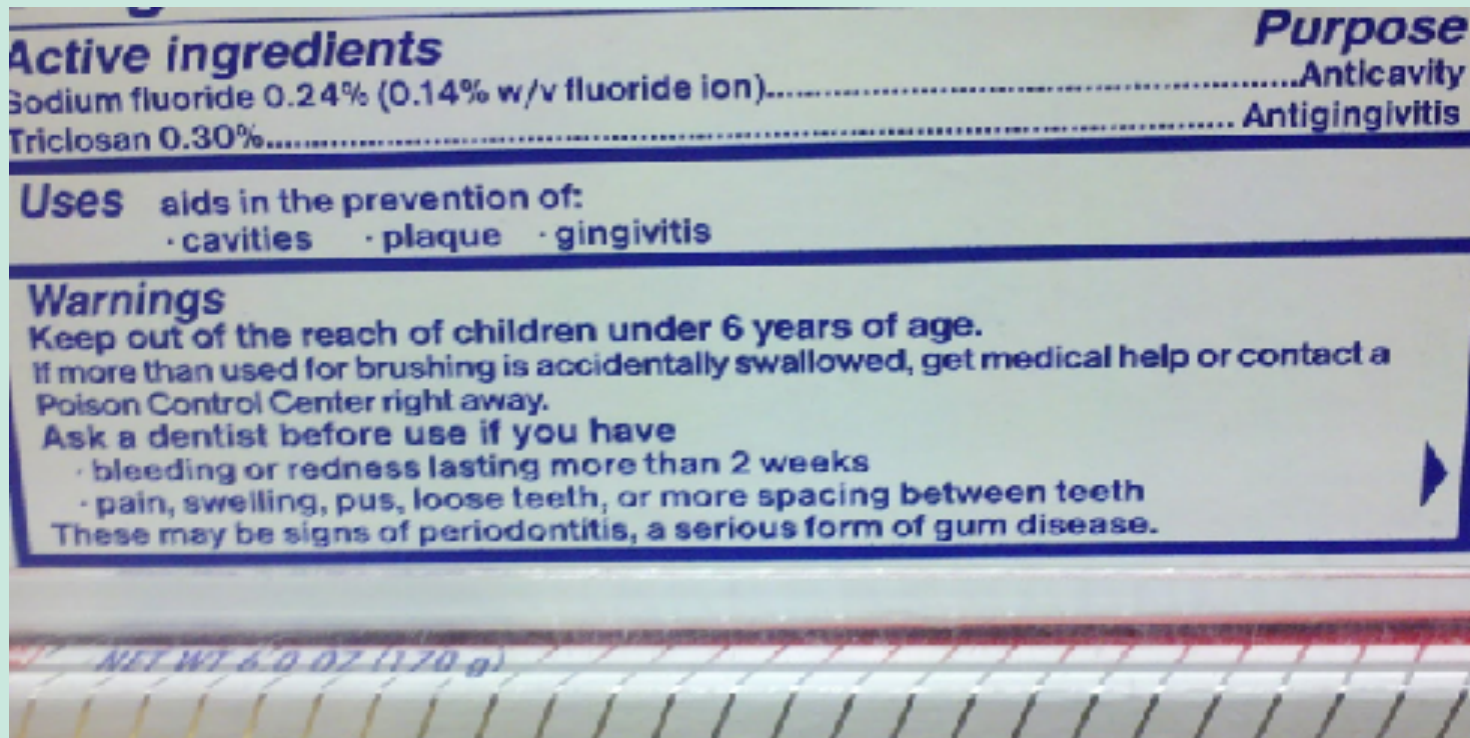 Active ingredients Purpose
Sodium fluoride 0.24% (0.14% w/v fluoride ion)....................Anticavity
Triclosan 0.30%....................Antigingivitis
Uses aids in the prevention of:
· cavities · plaque · gingivitis
Warnings
Keep out of the reach of children under 6 years of age.
If more than used for brushing is accidentally swallowed, get medical help or contact a
Poison Control Center right away.
Ask a dentist before use if you have
· bleeding or redness lasting more than 2 weeks
· pain, swelling, pus, loose teeth, or more spacing between teeth
These may be signs of periodontitis, a serious form of gum disease.
NET WT 6.0 OZ (170 g)